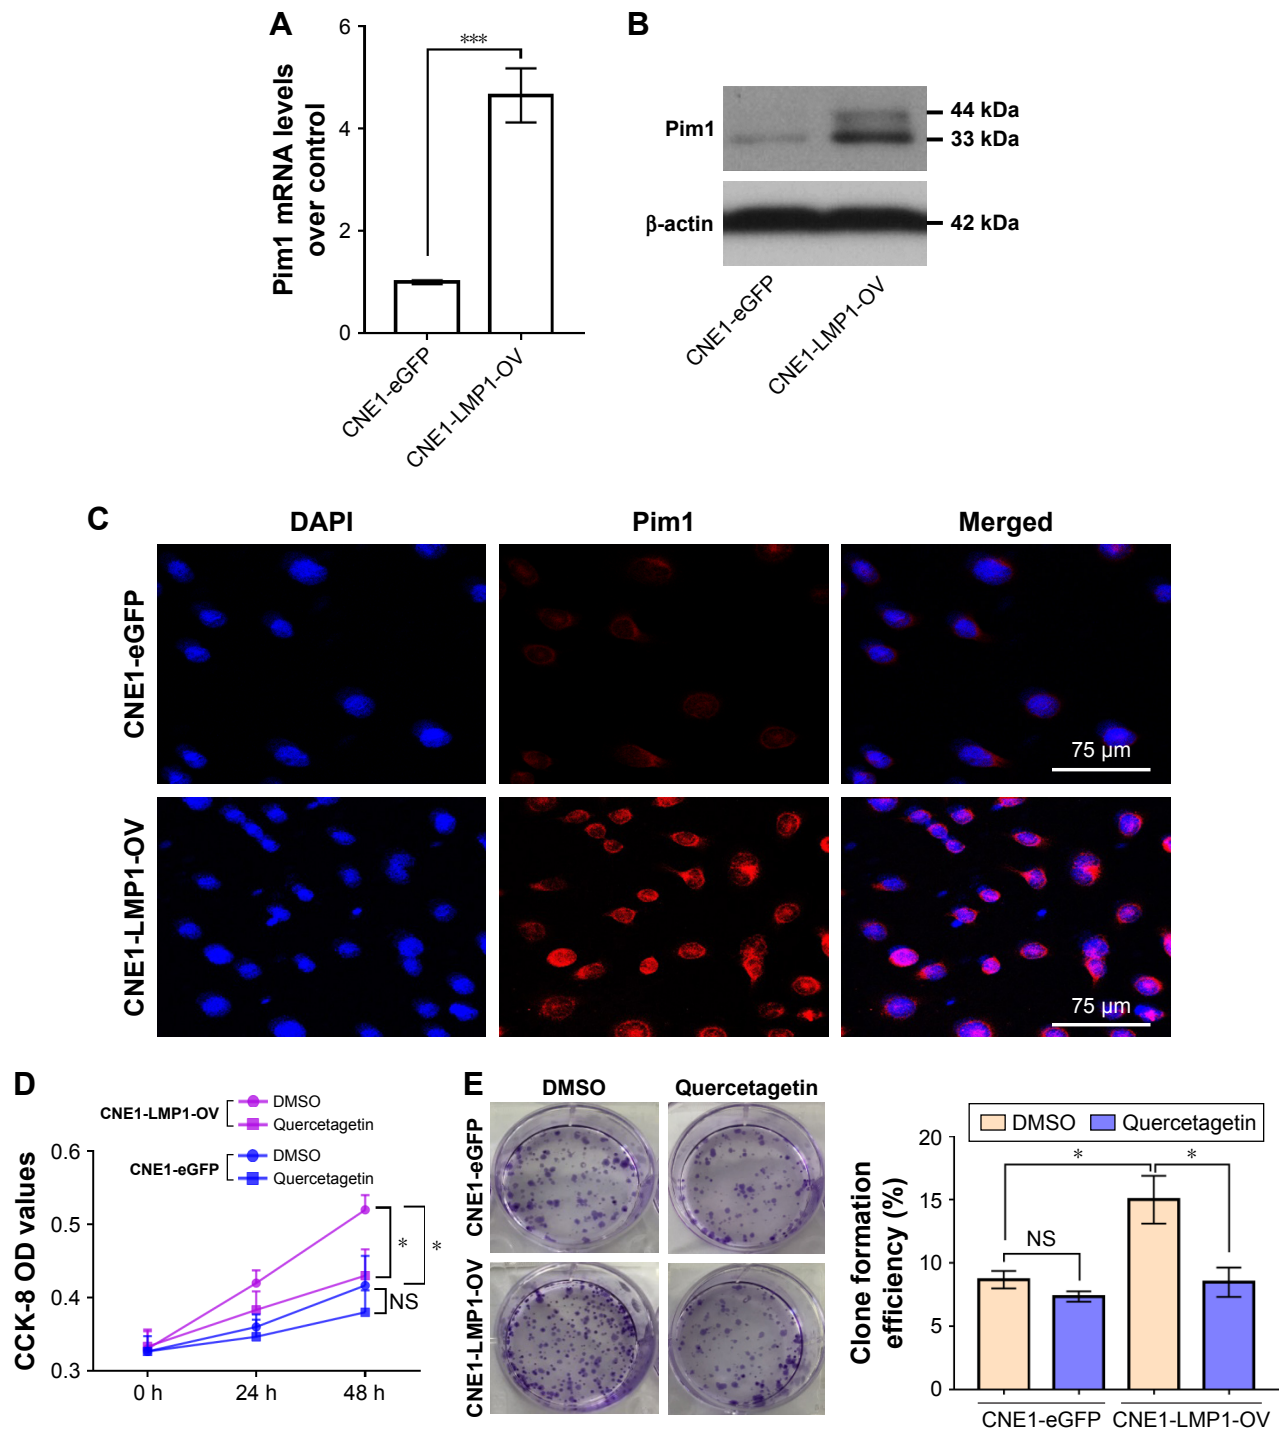 A
Pim1 mRNA levels
over control
6
4
2
0
***
CNE1-eGFP
CNE1-LMP1-OV
B
Pim1
44 kDa
33 kDa
β-actin
42 kDa
CNE1-eGFP
CNE1-LMP1-OV
C
DAPI
Pim1
Merged
CNE1-eGFP
75 µm
CNE1-LMP1-OV
75 µm
D
CNE1-LMP1-OV
DMSO
Quercetagetin
CNE1-eGFP
DMSO
Quercetagetin
CCK-8 OD values
0.6
0.5
0.4
0.3
*
*
NS
0 h
24 h
48 h
E
DMSO
Quercetagetin
CNE1-eGFP
CNE1-LMP1-OV
DMSO
Quercetagetin
Clone formation
efficiency (%)
20
15
10
5
0
*
*
NS
CNE1-eGFP
CNE1-LMP1-OV